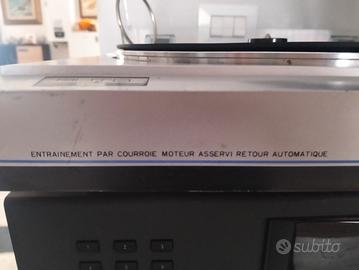 ENTRAINEMENT PAR COURROIE MOTEUR ASSERVI RETOUR AUTOMATIQUE
subito